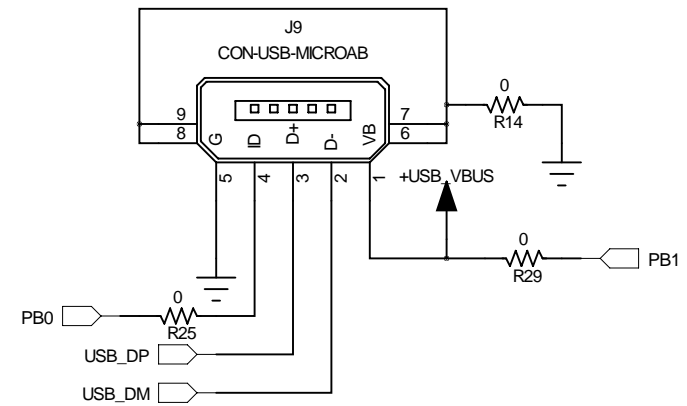 J9
CON-USB-MICROAB
9
8
G
ID
D+
D-
VB
7
6
0
R14
5
4
3
2
1
+USB_VBUS
0
R29
PB1
PB0
0
R25
USB_DP
USB_DM